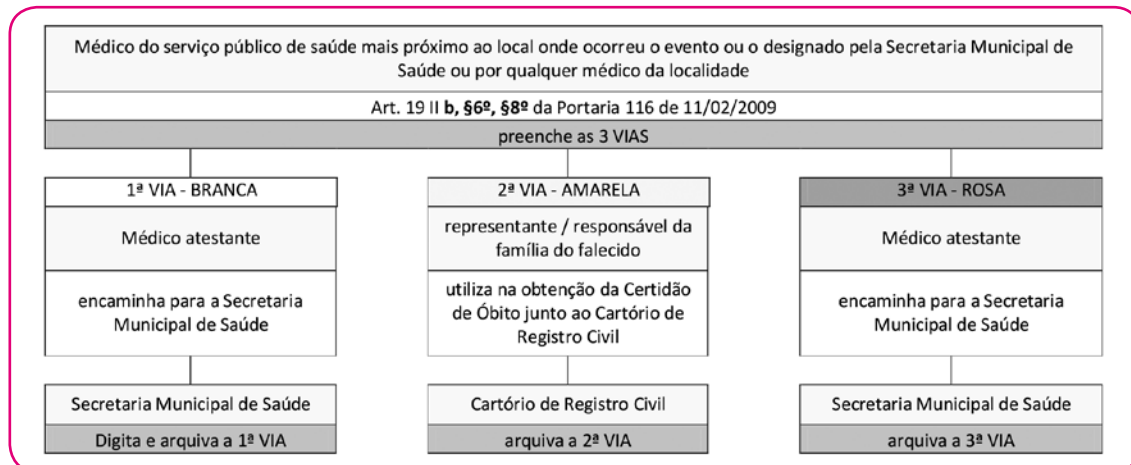 Médico do serviço público de saúde mais próximo ao local onde ocorreu o evento ou o designado pela Secretaria Municipal de
Saúde ou por qualquer médico da localidade
Art. 19 II b, §6º, §8º da Portaria 116 de 11/02/2009
preenche as 3 VIAS
1ª VIA - BRANCA
Médico atestante
encaminha para a Secretaria
Municipal de Saúde
Secretaria Municipal de Saúde
Digita e arquiva a 1ª VIA
2ª VIA - AMARELA
representante / responsável da
família do falecido
utiliza na obtenção da Certidão
de Óbito junto ao Cartório de
Registro Civil
Cartório de Registro Civil
arquiva a 2ª VIA
3ª VIA - ROSA
Médico atestante
encaminha para a Secretaria
Municipal de Saúde
Secretaria Municipal de Saúde
arquiva a 3ª VIA